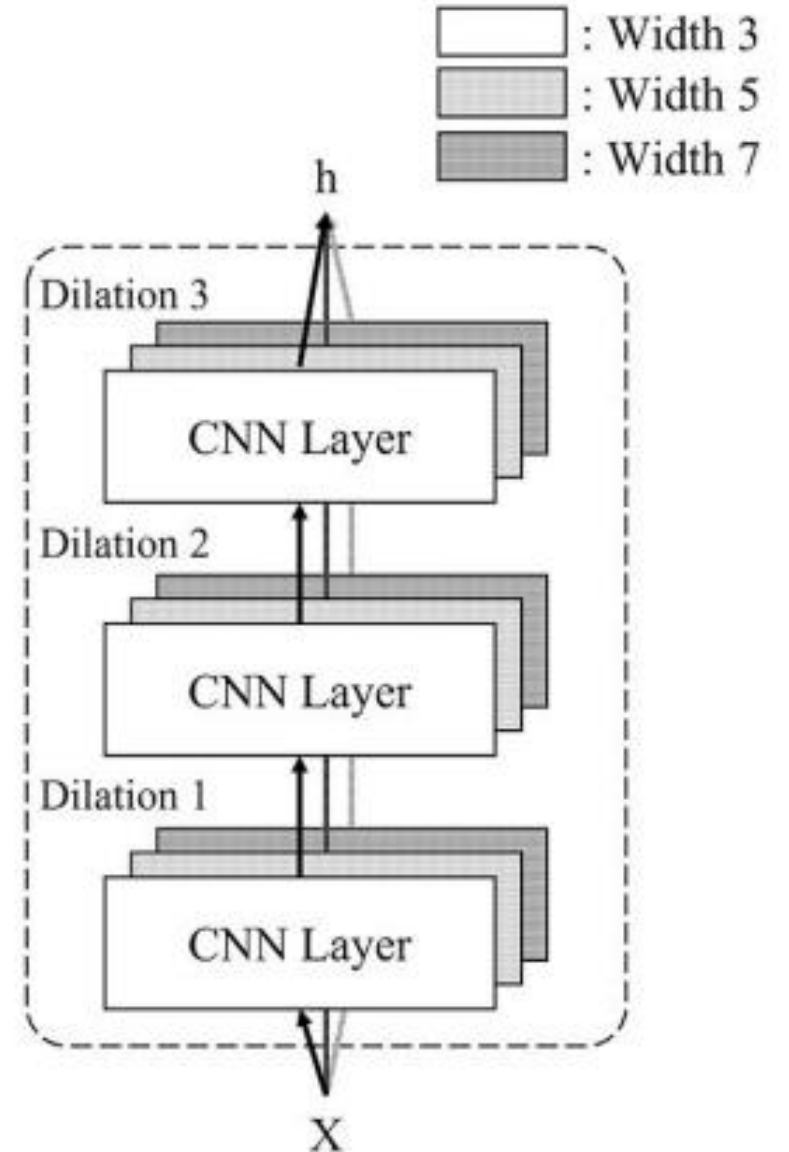 : Width 3
: Width 5
: Width 7
h
Dilation 3
CNN Layer
Dilation 2
CNN Layer
Dilation 1
CNN Layer
X